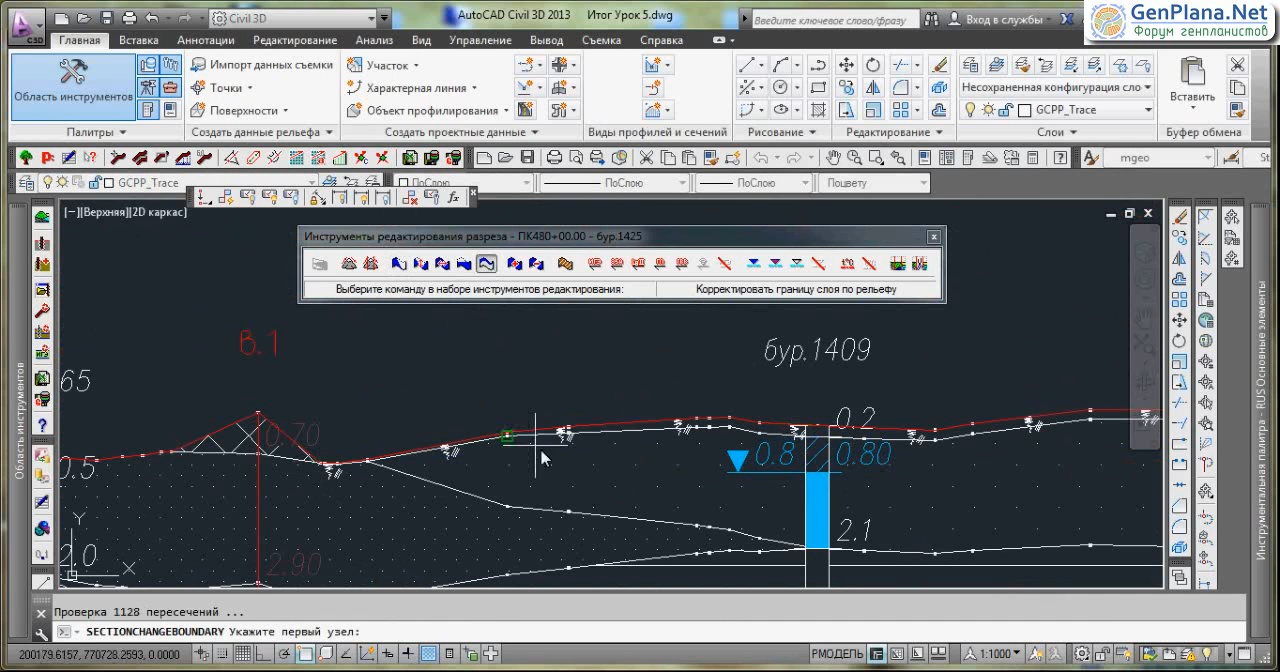 C3D
Civil 3D
AutoCAD Civil 3D 2013 Итог Урок 5.dwg
Введите ключевое слово/фразу
Вход в службы
GenPlana.Net
Форум генпланистов
Главная Вставка Аннотации Редактирование Анализ Вид Управление Вывод Съемка Справка
Область инструментов
Импорт данных съемки
Точки
Поверхности
Участок
Характерная линия
Объект профилирования
Несохраненная конфигурация сло
GCPP_Trace
Вставить
Палитры
Создать данные рельефа
Создать проектные данные
Виды профилей и сечений
Рисование
Редактирование
Слои
Буфер обмена
mgeo
St
GCPP_Trace
ПоСлою
ПоСлою
ПоСлою
Поцвету
[−][Верхняя][2D каркас]
Инструменты редактирования разреза - ПК480+00.00 - бур.1425
Выберите команду в наборе инструментов редактирования:
Корректировать границу слоя по рельефу
В.1
бур.1409
65
0.70
0.2
0.5
0.8
0.80
Y
2.1
2.0
X
2.90
Область инструментов
Инструментальная палитра - RUS Основные элементы
Проверка 1128 пересечений ...
SECTIONCHANGEBOUNDARY Укажите первый узел:
200179.6157, 770728.2593, 0.0000
РМОДЕЛЬ
1:1000